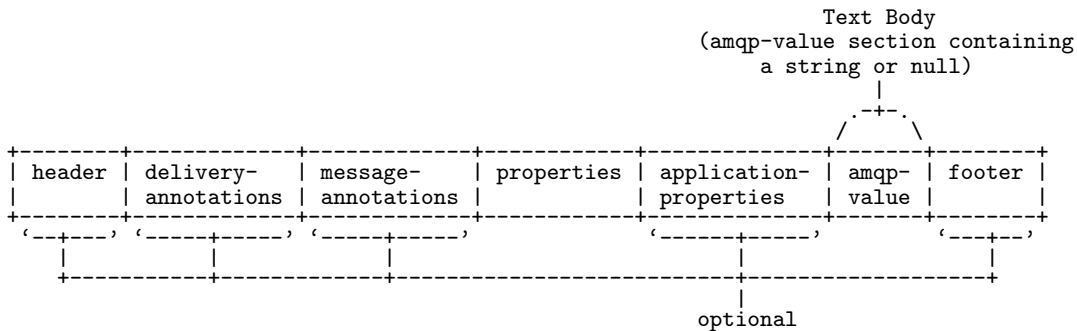 Text Body
(amqp-value section containing
a string or null)
|
.-+-.
/ \
+--------+-------------+-------------+------------+--------------+-------+--------+
| header | delivery- | message- | properties | application- | amqp- | footer |
| | annotations | annotations | | properties | value | |
+--------+-------------+-------------+------------+--------------+-------+--------+
‘--+---’ ‘-----+-----’ ‘-----+-----’ ‘------+-----’ ‘---+--’
| | | | |
+-----------+-------------+---------------------------+-------------------+
|
optional